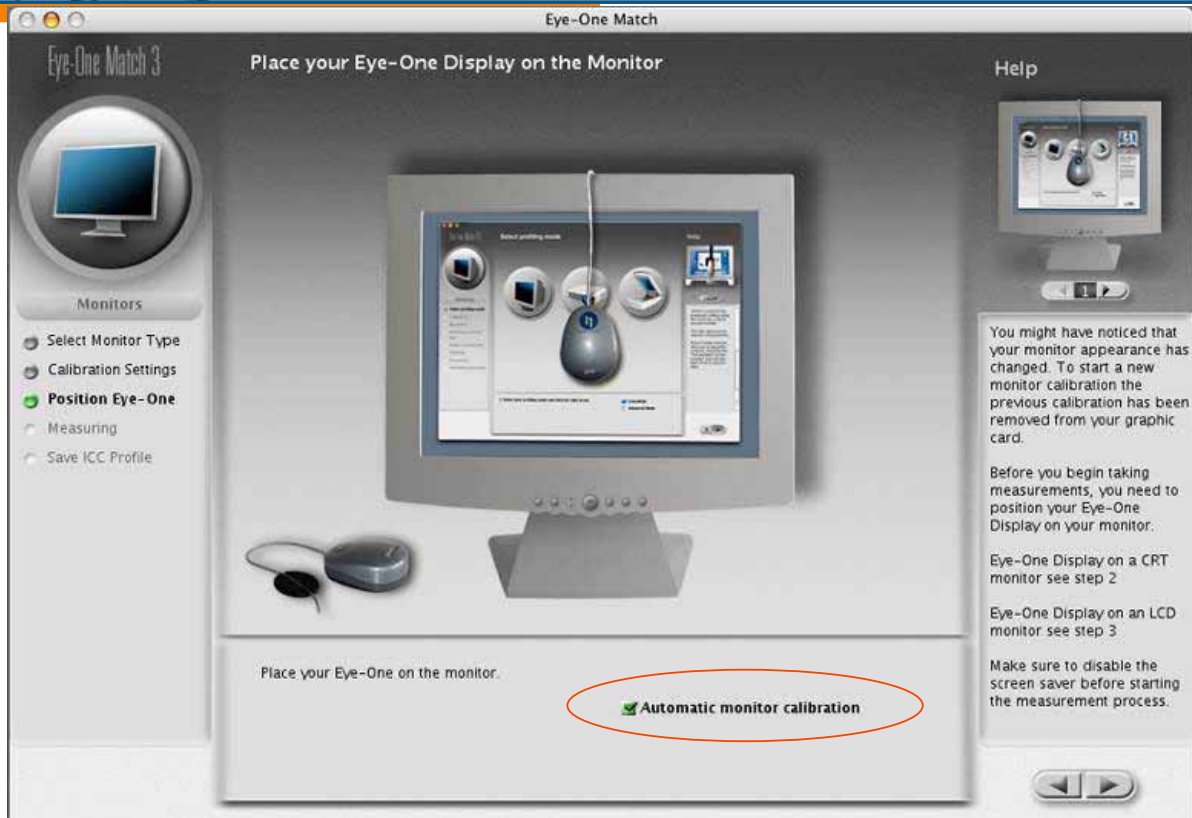 Eye-One Match
Eye-One Match 3
Monitors
Select Monitor Type
Calibration Settings
Position Eye-One
Measuring
Save ICC Profile
Place your Eye-One Display on the Monitor
Select profiling mode
Place your Eye-One on the monitor.
Automatic monitor calibration
Help
1
You might have noticed that
your monitor appearance has
changed. To start a new
monitor calibration the
previous calibration has been
removed from your graphic
card.
Before you begin taking
measurements, you need to
position your Eye-One
Display on your monitor.
Eye-One Display on a CRT
monitor see step 2
Eye-One Display on an LCD
monitor see step 3
Make sure to disable the
screen saver before starting
the measurement process.